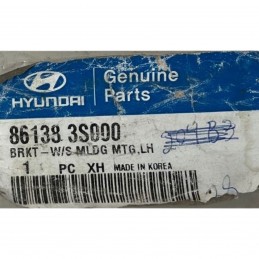 Genuine
Parts
HYUNDAI
86138 3S000
BRKT-W/S MLDG MTG,LH
1 PC XH MADE IN KOREA